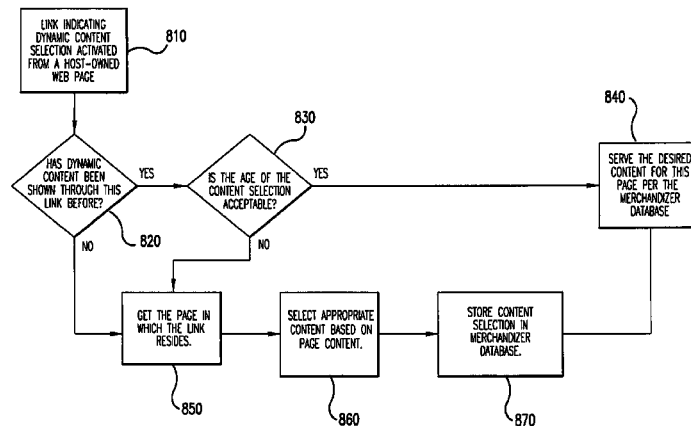 LINK INDICATING
DYNAMIC CONTENT
SELECTION ACTIVATED
FROM A HOST-OWNED
WEB PAGE
810
HAS DYNAMIC
CONTENT BEEN
SHOWN THROUGH THIS
LINK BEFORE?
820
YES
NO
830
IS THE AGE OF THE
CONTENT SELECTION
ACCEPTABLE?
YES
NO
840
SERVE THE DESIRED
CONTENT FOR THIS
PAGE PER THE
MERCHANDIZER
DATABASE
GET THE PAGE IN
WHICH THE LINK
RESIDES.
850
SELECT APPROPRIATE
CONTENT BASED ON
PAGE CONTENT.
860
STORE CONTENT
SELECTION IN
MERCHANDIZER
DATABASE.
870